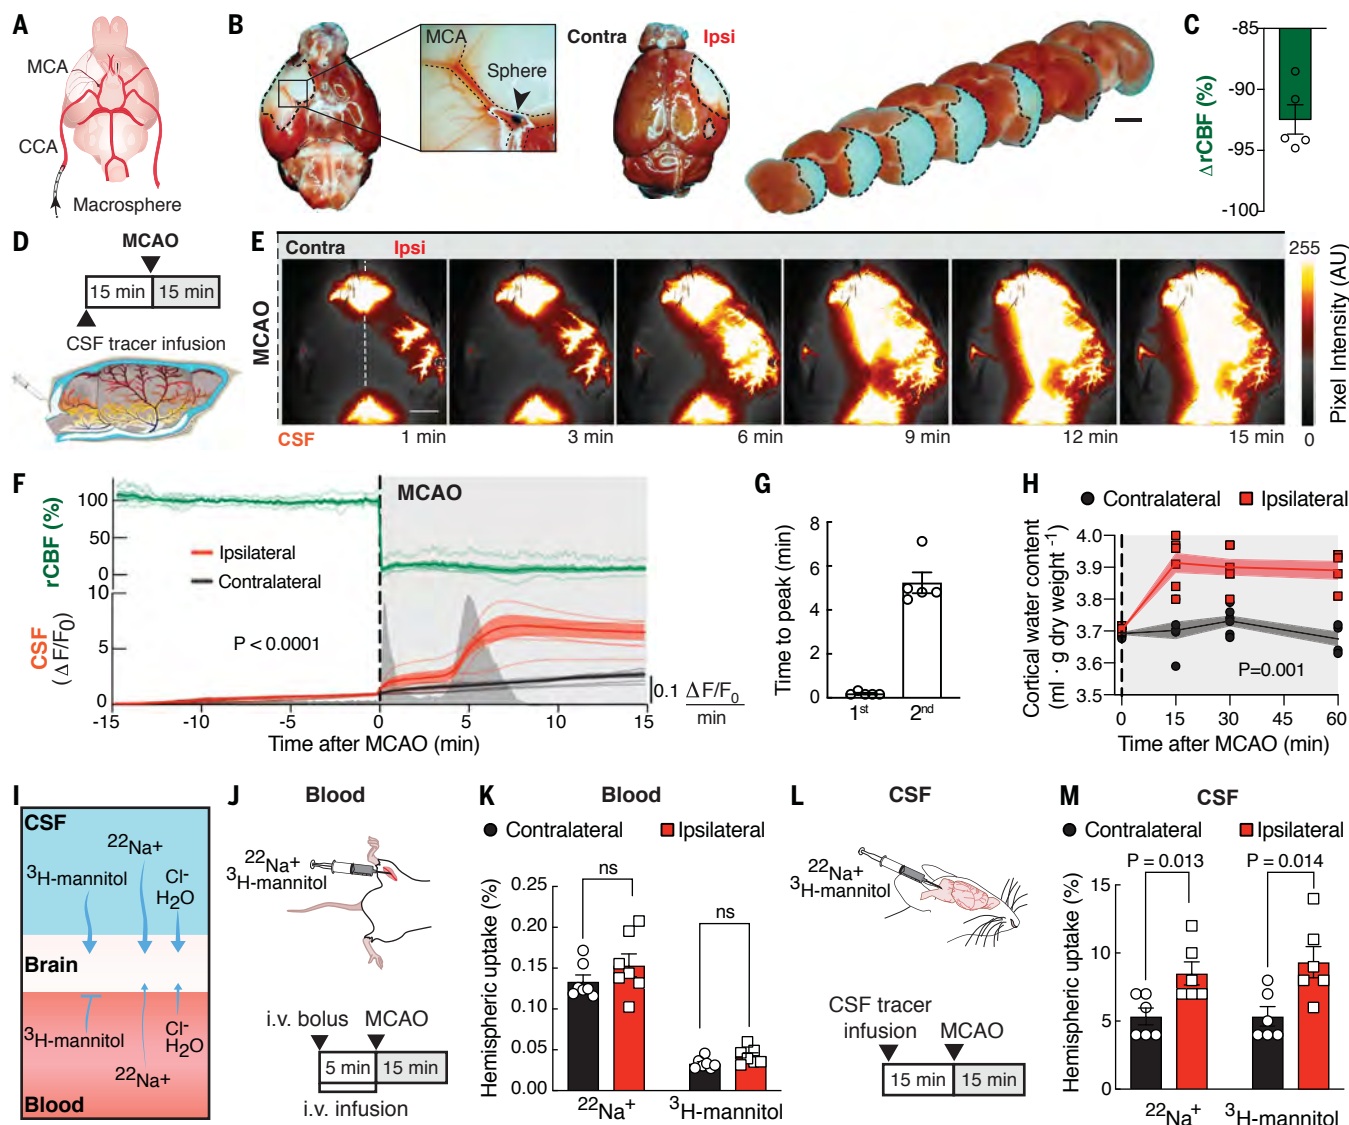 A
MCA
CCA
Macrosphere
B
MCA
Sphere
Contra
Ipsi
C
ΔrCBF (%)
-85
-90
-95
-100
D
MCAO
15 min
15 min
CSF tracer infusion
E
Contra
Ipsi
MCAO
CSF
1 min
3 min
6 min
9 min
12 min
15 min
255
0
Pixel Intensity (AU)
F
MCAO
rCBF (%)
100
50
0
Ipsilateral
Contralateral
CSF
(ΔF/F0)
10
5
0
P < 0.0001
0.1 ΔF/F0
min
-15
-10
-5
0
5
10
15
Time after MCAO (min)
G
Time to peak (min)
8
6
4
2
0
1st
2nd
H
Contralateral
Ipsilateral
Cortical water content
(ml · g dry weight -1)
4.0
3.9
3.7
3.6
3.5
P=0.001
0
15
30
45
60
Time after MCAO (min)
I
CSF
22Na+
3H-mannitol
Cl-
H2O
Brain
3H-mannitol
Cl-
H2O
22Na+
Blood
J
Blood
22Na+
3H-mannitol
i.v. bolus
MCAO
5 min
15 min
i.v. infusion
K
Blood
Contralateral
Ipsilateral
Hemispheric uptake (%)
0.25
0.20
0.15
0.10
0.05
0.00
ns
ns
22Na+
3H-mannitol
L
CSF
22Na+
3H-mannitol
CSF tracer
infusion
MCAO
15 min
15 min
M
CSF
Contralateral
Ipsilateral
P = 0.013
P = 0.014
Hemispheric uptake (%)
15
10
5
0
22Na+
3H-mannitol